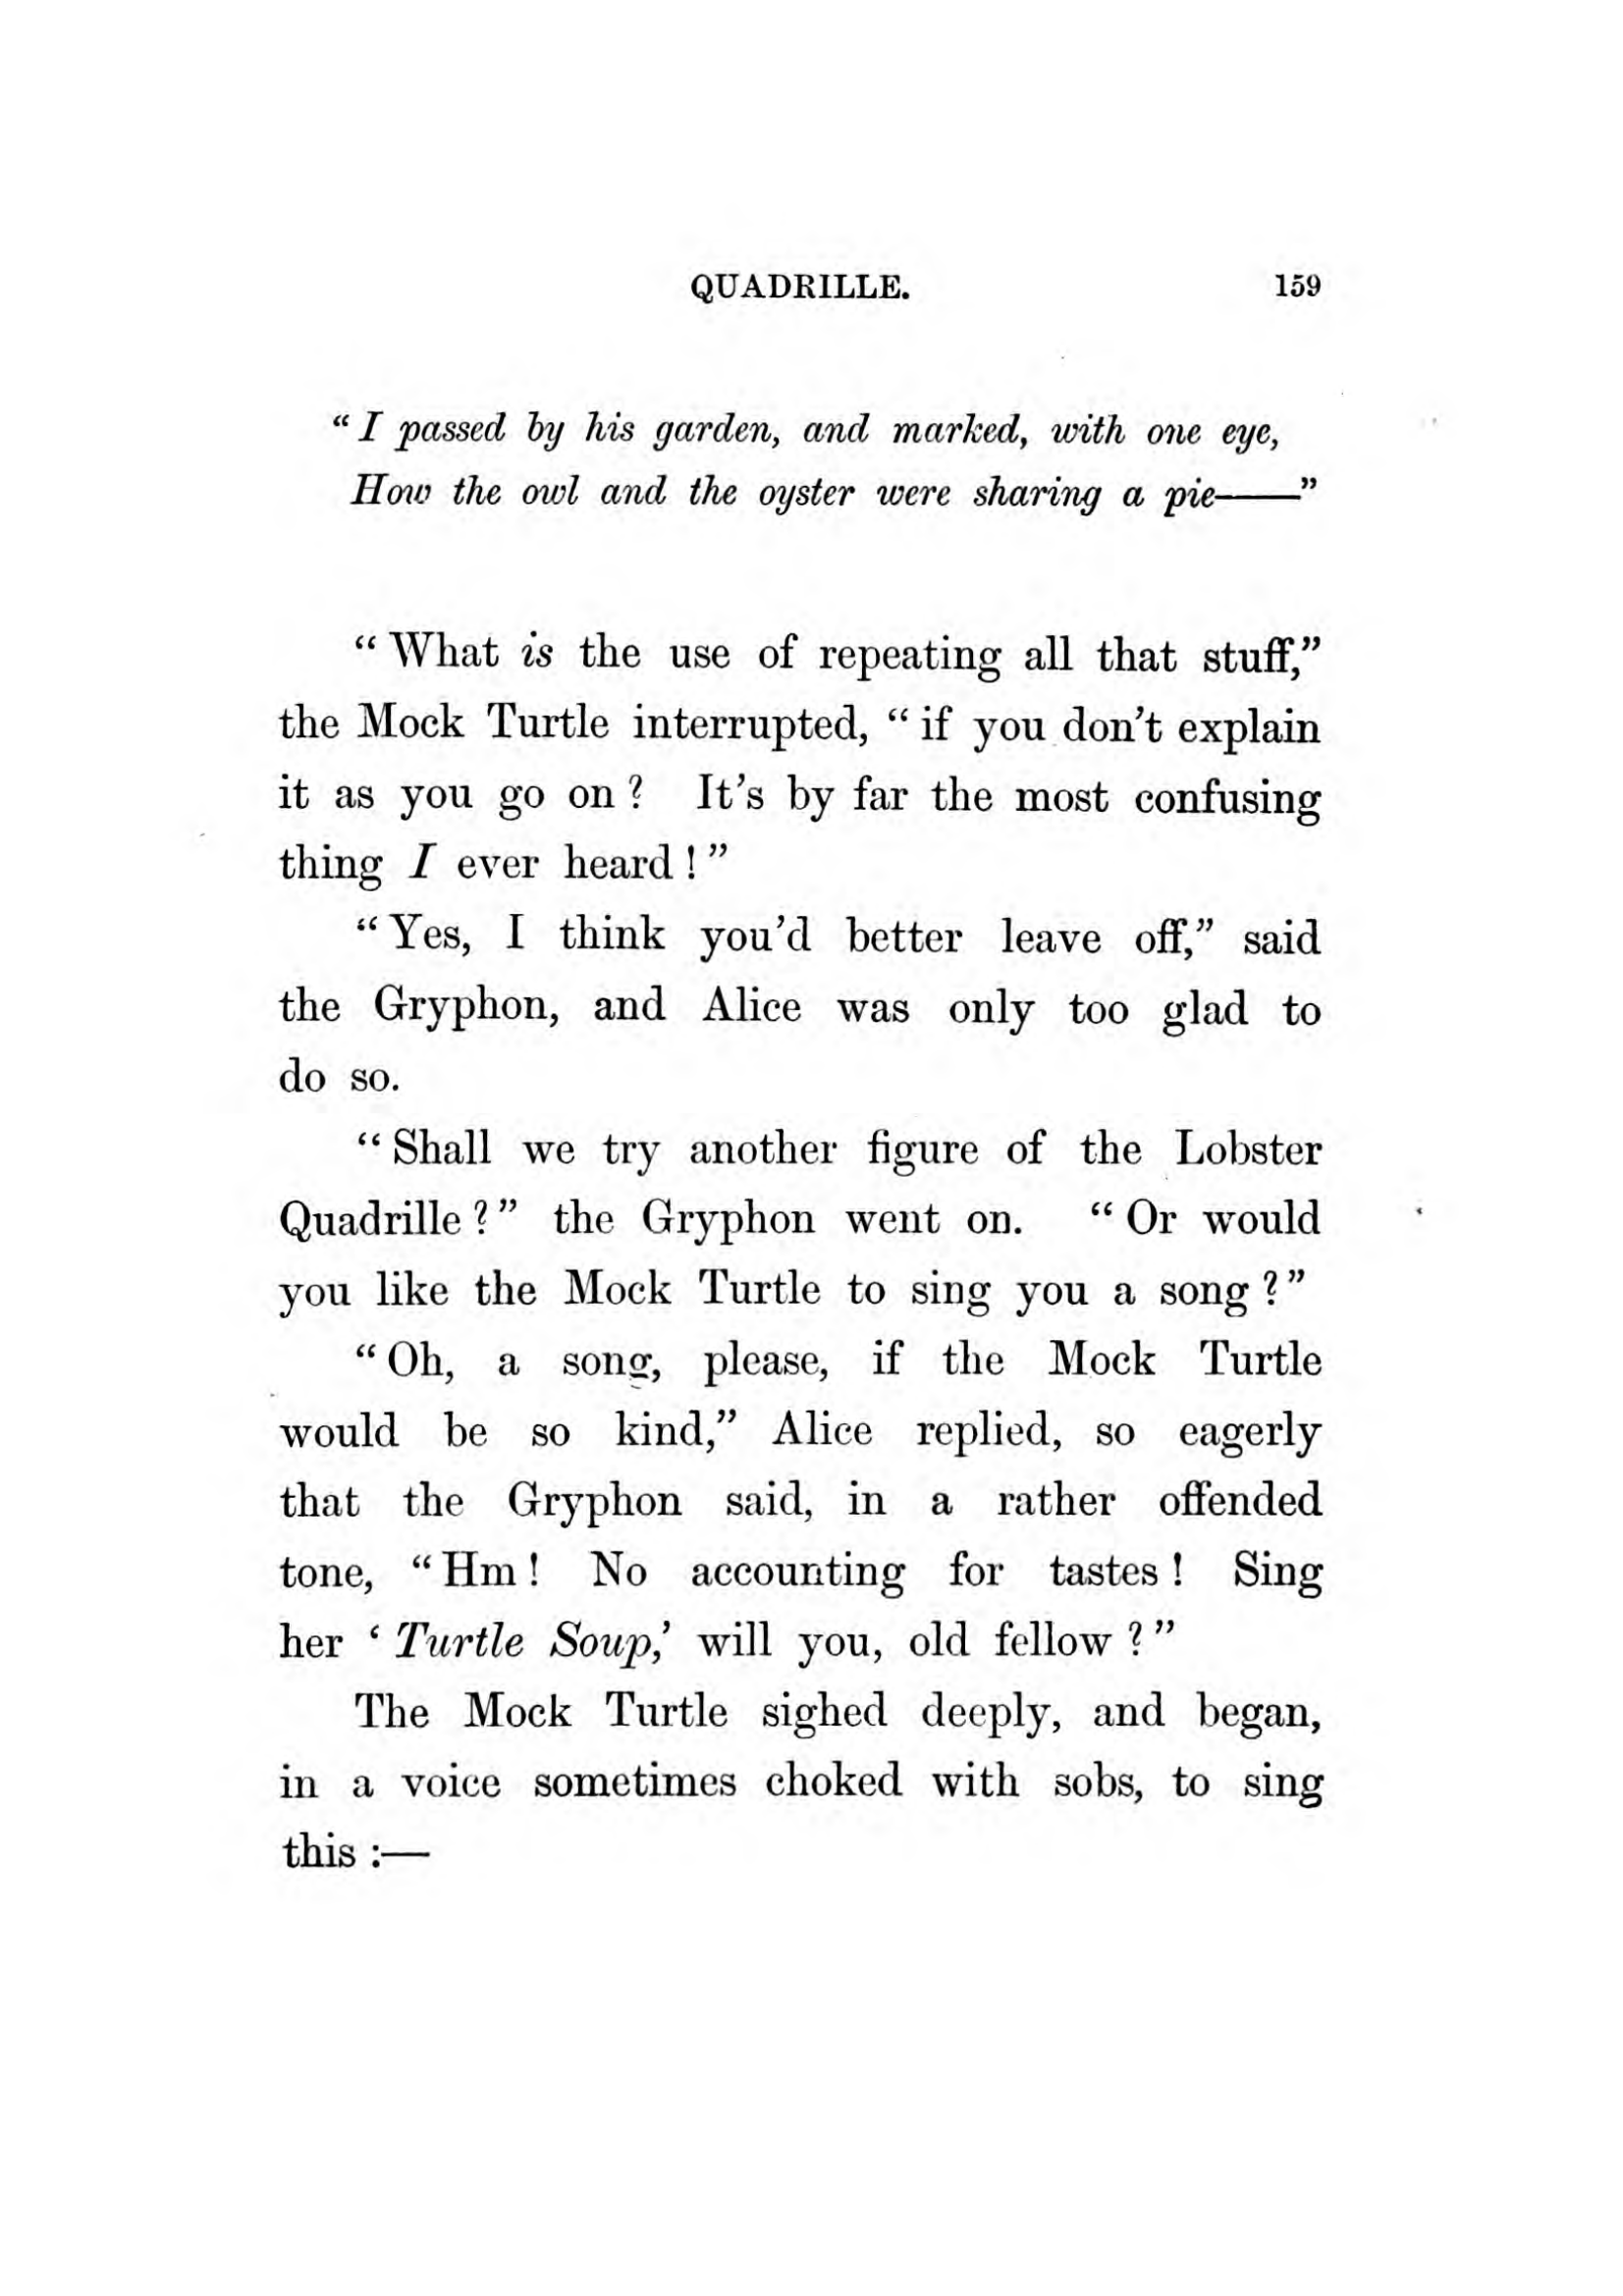 QUADRILLE. 159
“I passed by his garden, and marked, with one eye,
How the owl and the oyster were sharing a pie——”
“What is the use of repeating all that stuff,”
the Mock Turtle interrupted, “if you don’t explain
it as you go on? It’s by far the most confusing
thing I ever heard!”
“Yes, I think you’d better leave off,” said
the Gryphon, and Alice was only too glad to
do so.
“Shall we try another figure of the Lobster
Quadrille?” the Gryphon went on. “Or would
you like the Mock Turtle to sing you a song?”
“Oh, a song, please, if the Mock Turtle
would be so kind,” Alice replied, so eagerly
that the Gryphon said, in a rather offended
tone, “Hm! No accounting for tastes! Sing
her ‘Turtle Soup,’ will you, old fellow?”
The Mock Turtle sighed deeply, and began,
in a voice sometimes choked with sobs, to sing
this:—